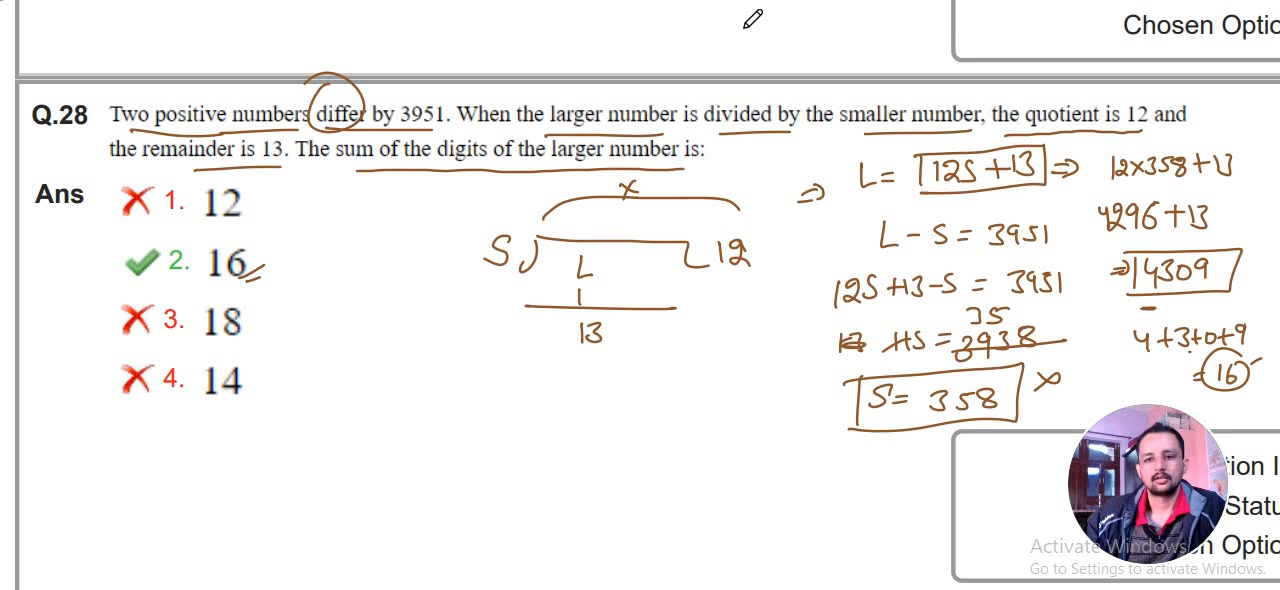 Chosen Optic
Q.28 Two positive numbers differ by 3951. When the larger number is divided by the smaller number, the quotient is 12 and
the remainder is 13. The sum of the digits of the larger number is:
Ans
1. 12
2. 16
3. 18
4. 14
x
S) L (12
13
⇒ L = 12S + 13 ⇒ 12×358+13
4296+13
L - S = 3951
⇒ 4309
12S + 13 - S = 3951
35
11S = 3938
4+3+0+9
= 16
S = 358 x
tion I
Statu
n Optic
Activate Windows
Go to Settings to activate Windows.